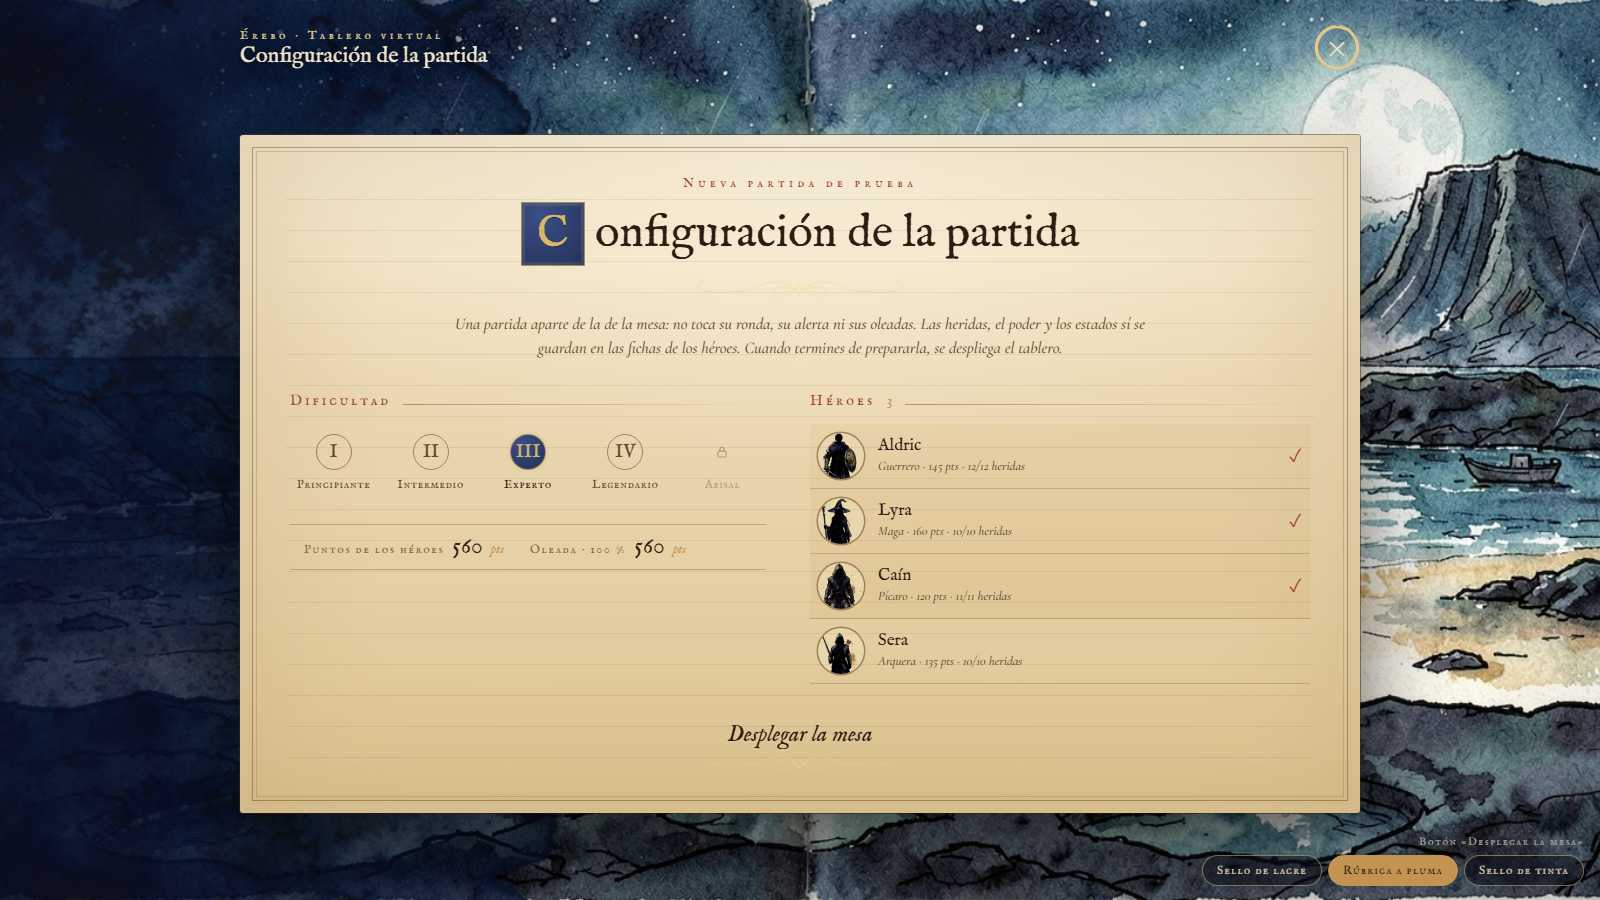 Érebo · Tablero virtual
Configuración de la partida
Nueva partida de prueba
Configuración de la partida
Una partida aparte de la de la mesa: no toca su ronda, su alerta ni sus oleadas. Las heridas, el poder y los estados sí se
guardan en las fichas de los héroes. Cuando termines de prepararla, se despliega el tablero.
Dificultad
I II III IV
Principiante Intermedio Experto Legendario Abisal
Puntos de los héroes 560 pts Oleada · 100 % 560 pts
Héroes 3
Aldric
Guerrero · 145 pts · 12/12 heridas
Lyra
Maga · 160 pts · 10/10 heridas
Caín
Pícaro · 120 pts · 11/11 heridas
Sera
Arquera · 135 pts · 10/10 heridas
Desplegar la mesa
Botón «Desplegar la mesa»
Sello de lacre Rúbrica a pluma Sello de tinta